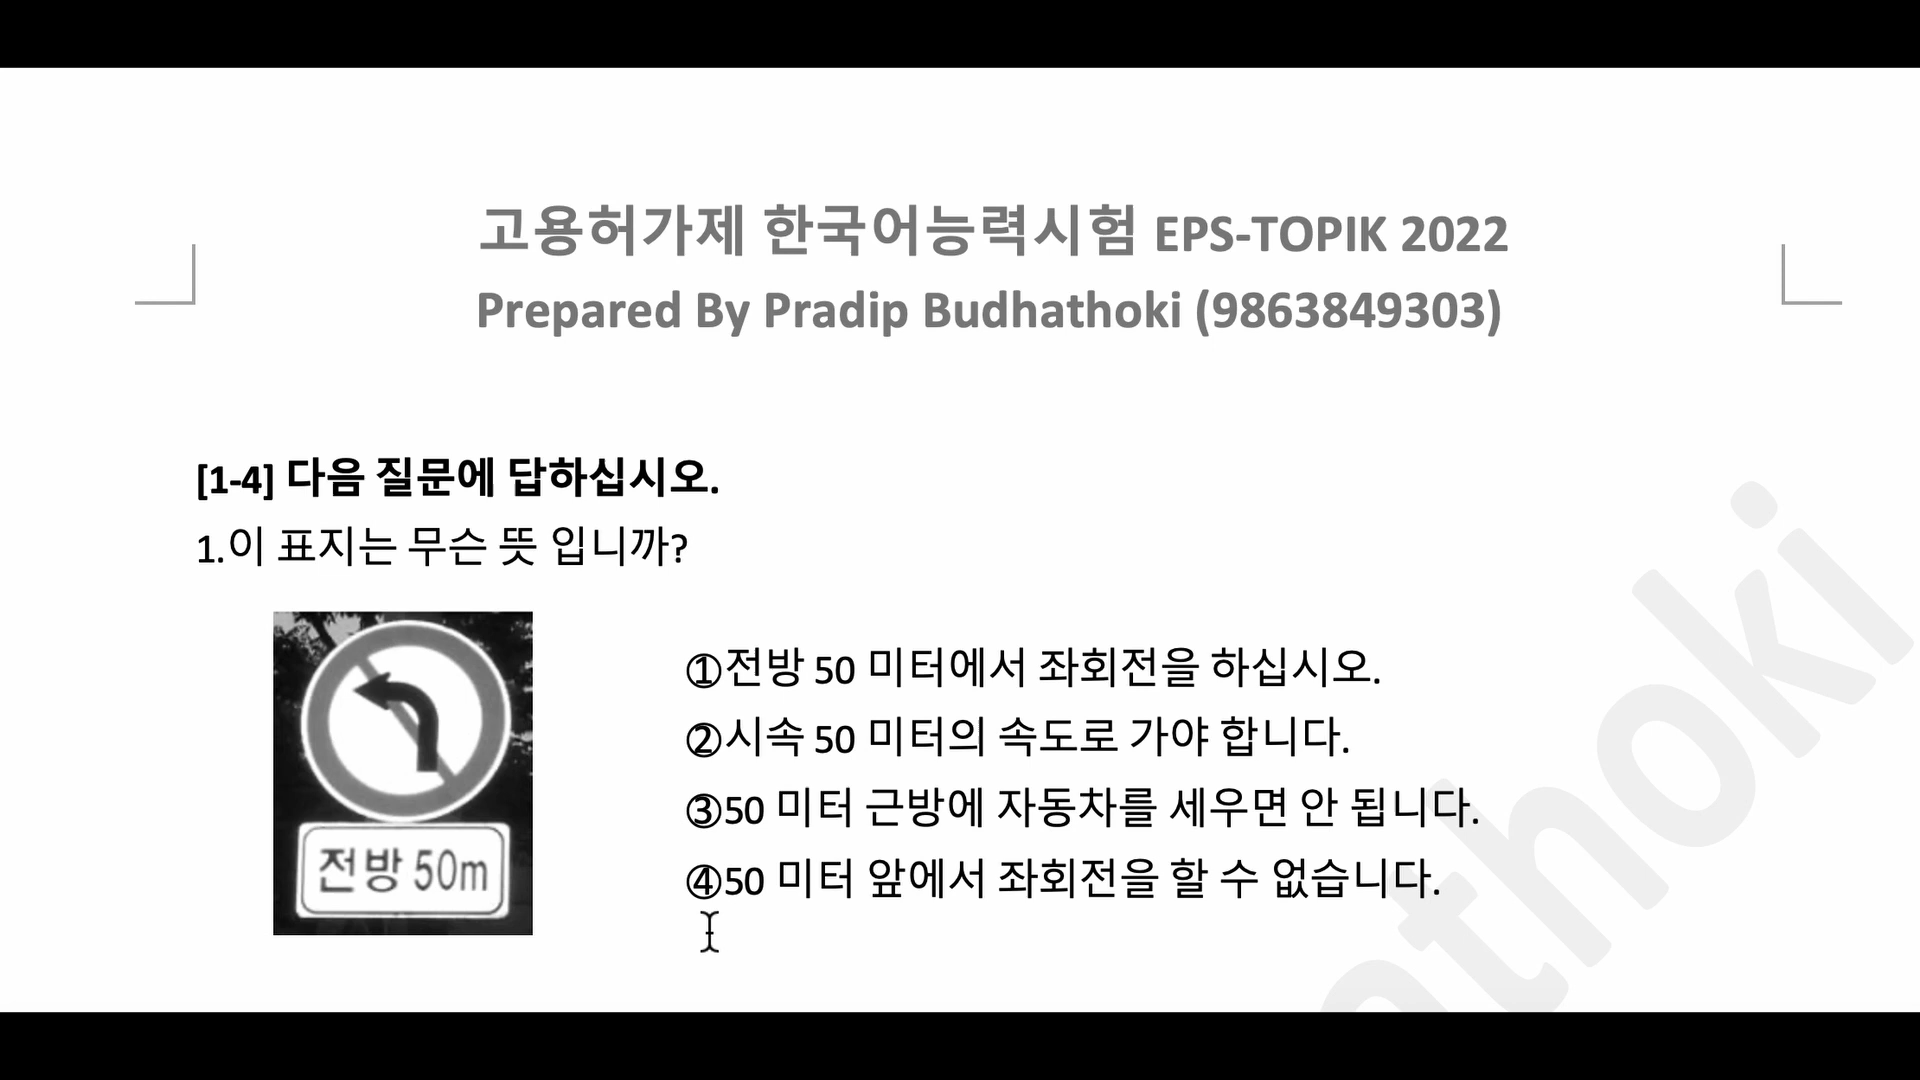 고용허가제 한국어능력시험 EPS-TOPIK 2022
Prepared By Pradip Budhathoki (9863849303)
[1-4] 다음 질문에 답하십시오.
1.이 표지는 무슨 뜻 입니까?
전방 50m
①전방 50 미터에서 좌회전을 하십시오.
②시속 50 미터의 속도로 가야 합니다.
③50 미터 근방에 자동차를 세우면 안 됩니다.
④50 미터 앞에서 좌회전을 할 수 없습니다.
athoki